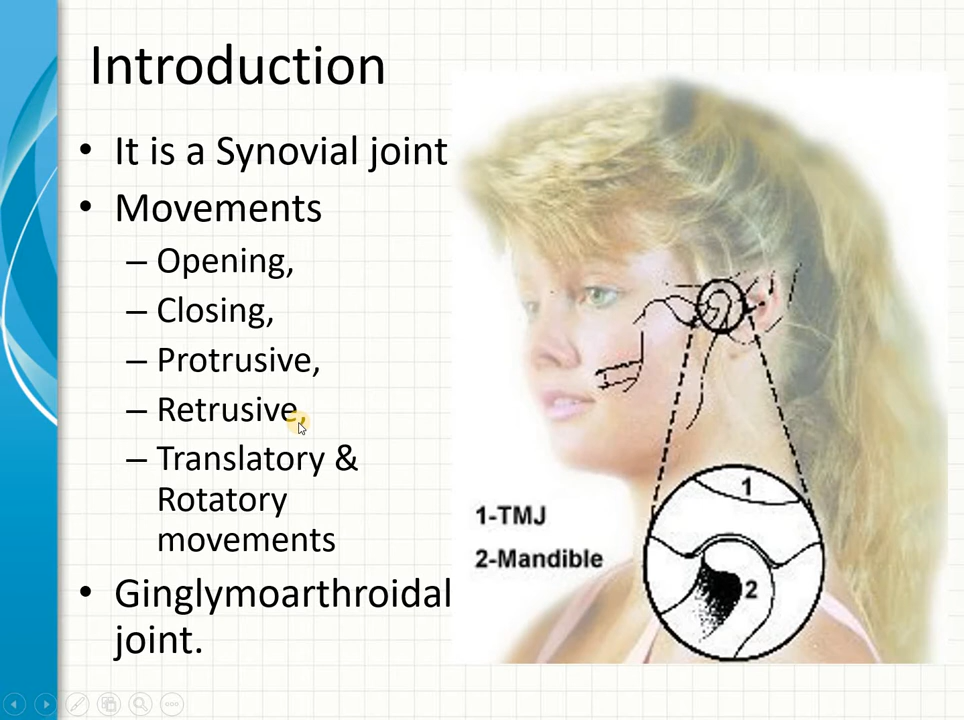 Introduction
• It is a Synovial joint
• Movements
– Opening,
– Closing,
– Protrusive,
– Retrusive,
– Translatory &
Rotatory
movements
• Ginglymoarthroidal
joint.
1-TMJ
2-Mandible
1
2